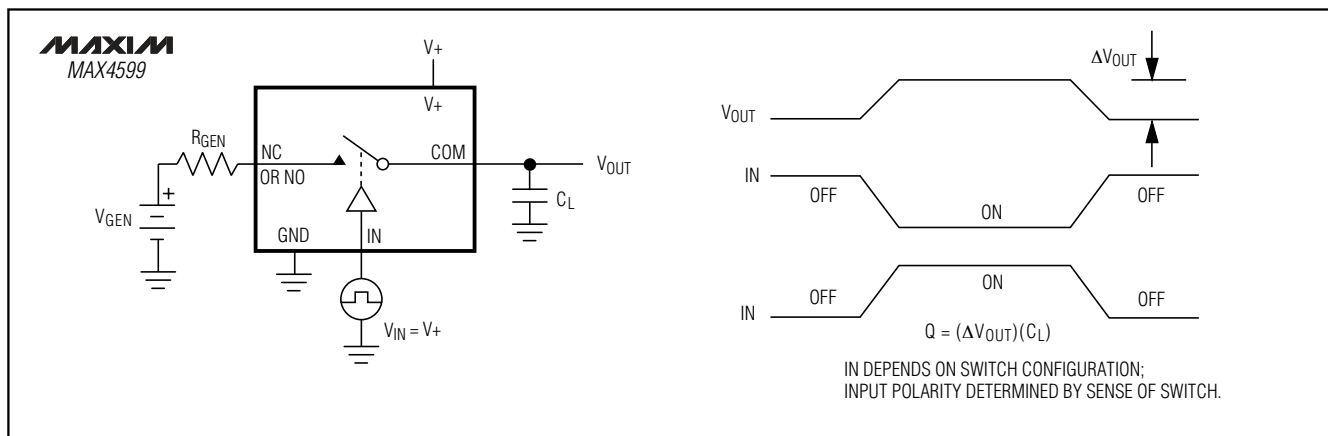 MAXIM
MAX4599
V+
V+
RGEN
NC
OR NO
COM
VOUT
CL
VGEN
+
GND
IN
VIN = V+
ΔVOUT
VOUT
IN
OFF
ON
OFF
IN
OFF
ON
OFF
Q = (ΔVOUT)(CL)
IN DEPENDS ON SWITCH CONFIGURATION;
INPUT POLARITY DETERMINED BY SENSE OF SWITCH.